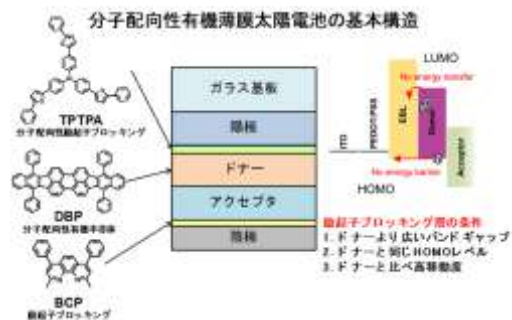 分子配向性有機薄膜太陽電池の基本構造
TPTPA
分子配向性励起子ブロッキング
DBP
分子配向性有機半導体
BCP
励起子ブロッキング
ガラス基板
陽極
ドナー
アクセプタ
陰極
LUMO
No energy transfer
EBL
Donor
Acceptor
ITO
PEDOT:PSS
HOMO
No energy barrier
励起子ブロッキング層の条件
1. ドナーより広いバンドギャップ
2. ドナーと同じHOMOレベル
3. ドナーと比べ高移動度